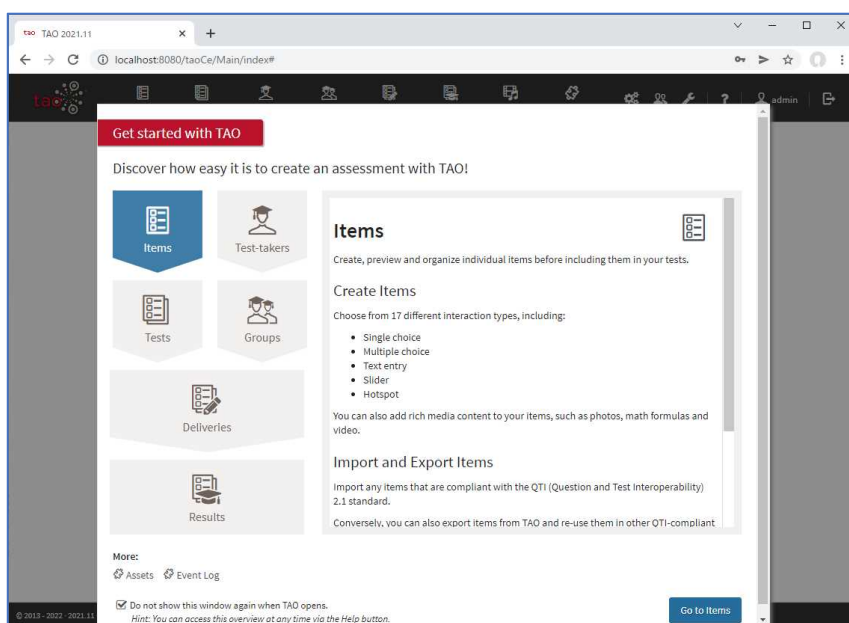 tao TAO 2021.11
localhost:8080/taoCe/Main/index#
tao
? admin
Get started with TAO
Discover how easy it is to create an assessment with TAO!
Items
Test-takers
Tests
Groups
Deliveries
Results
Items
Create, preview and organize individual items before including them in your tests.
Create Items
Choose from 17 different interaction types, including:
• Single choice
• Multiple choice
• Text entry
• Slider
• Hotspot
You can also add rich media content to your items, such as photos, math formulas and
video.
Import and Export Items
Import any items that are compliant with the QTI (Question and Test Interoperability)
2.1 standard.
Conversely, you can also export items from TAO and re-use them in other QTI-compliant
More:
Assets Event Log
Do not show this window again when TAO opens.
Hint: You can access this overview at any time via the Help button.
Go to Items
© 2013 - 2022 · 2021.11